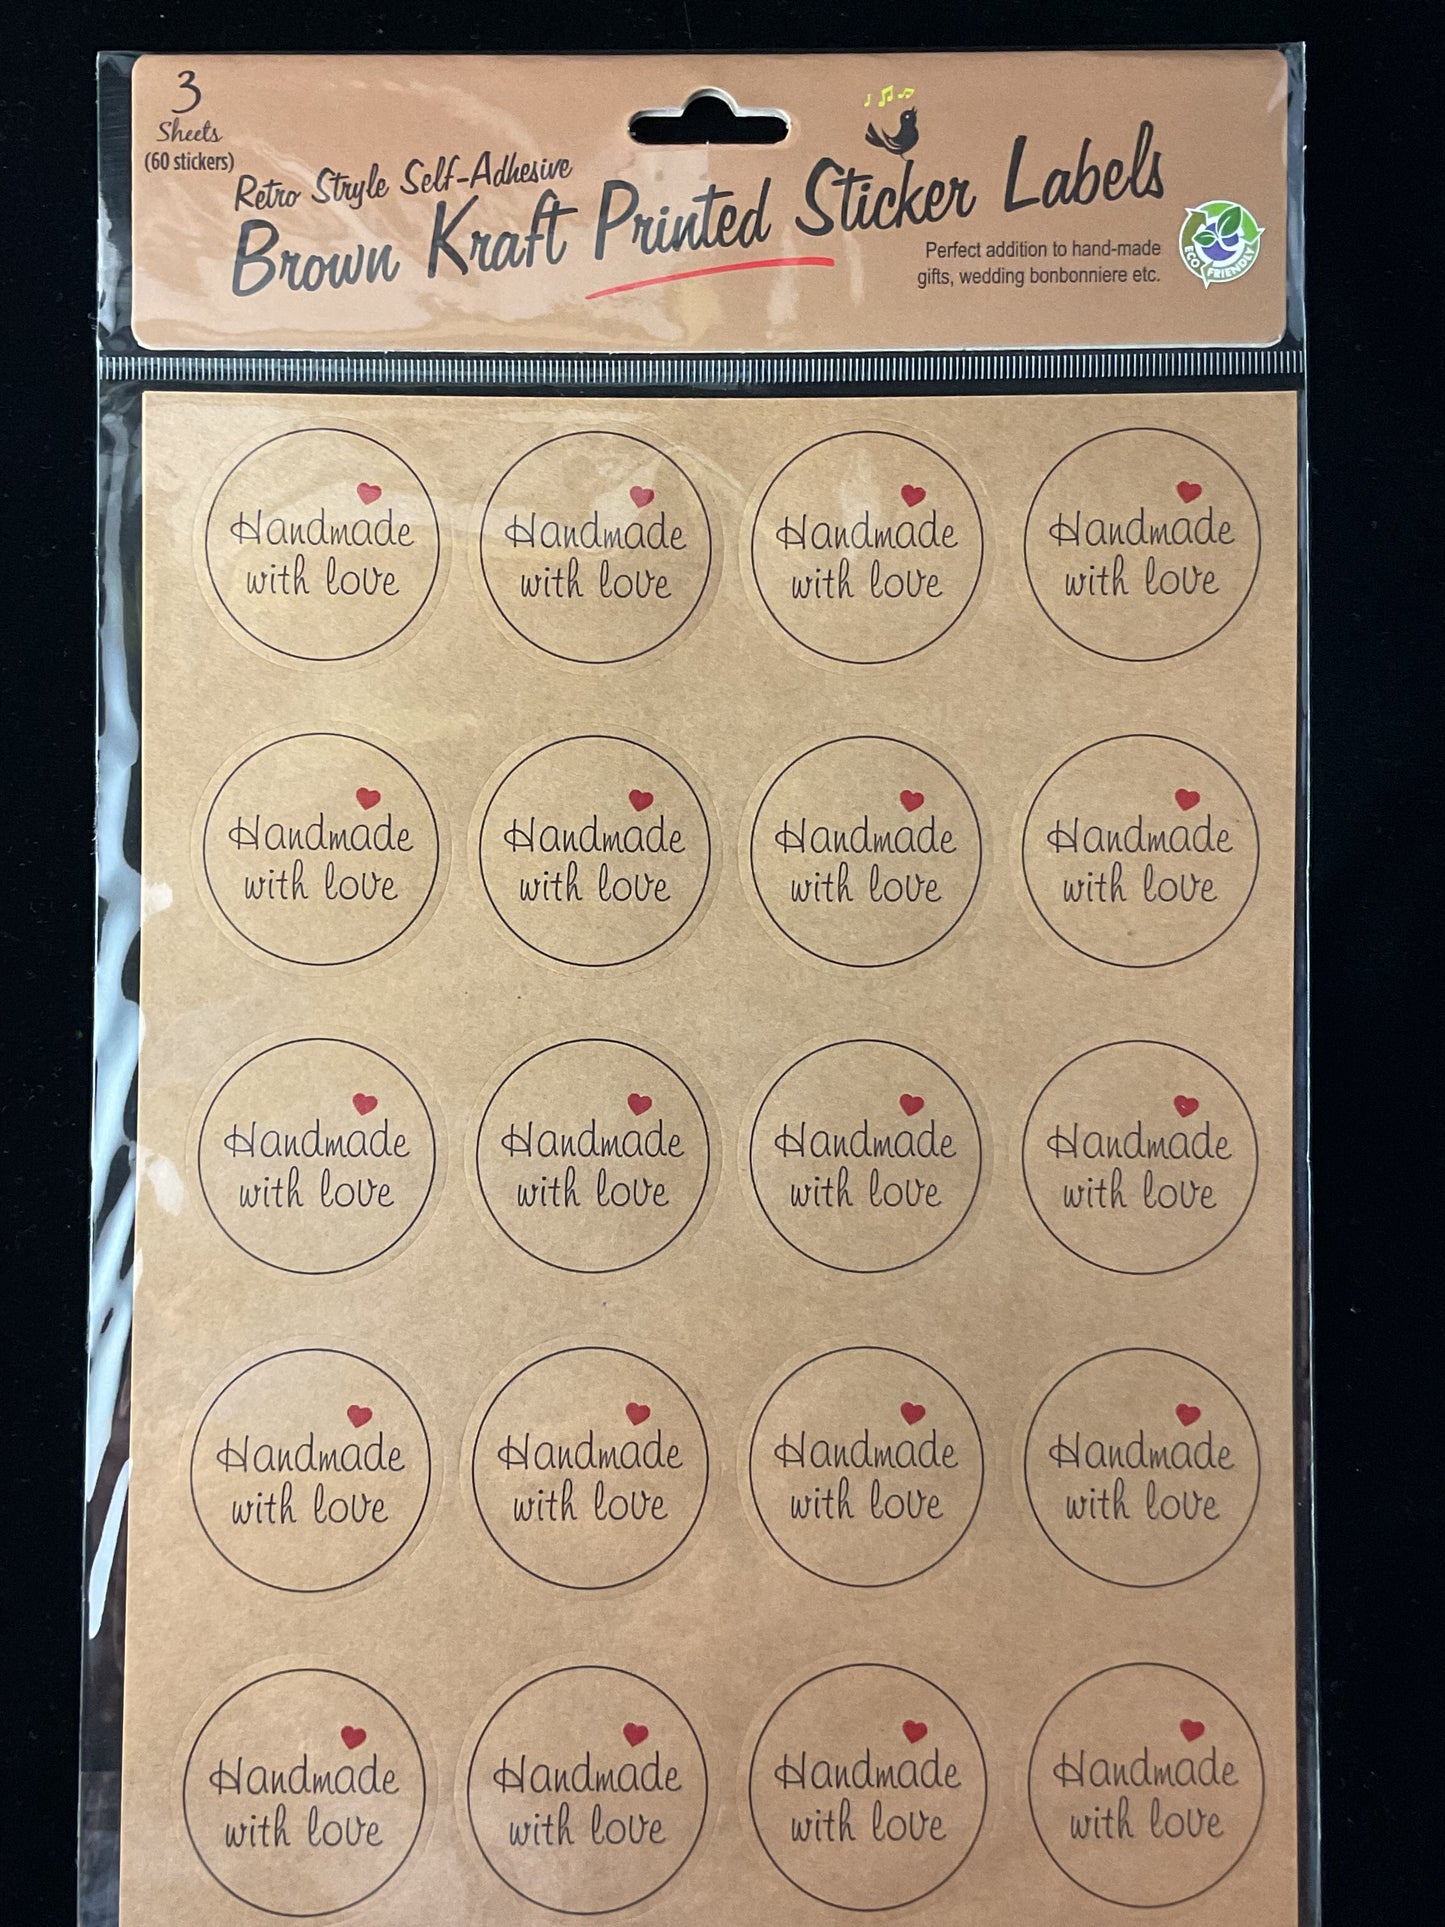 3
Sheets
(60 stickers)
Retro Stryle Self-Adhesive
Brown Kraft Printed Sticker Labels
Perfect addition to hand-made
gifts, wedding bonbonniere etc.
ECO FRIENDLY
Handmade
with love
Handmade
with love
Handmade
with love
Handmade
with love
Handmade
with love
Handmade
with love
Handmade
with love
Handmade
with love
Handmade
with love
Handmade
with love
Handmade
with love
Handmade
with love
Handmade
with love
Handmade
with love
Handmade
with love
Handmade
with love
Handmade
with love
Handmade
with love
Handmade
with love
Handmade
with love